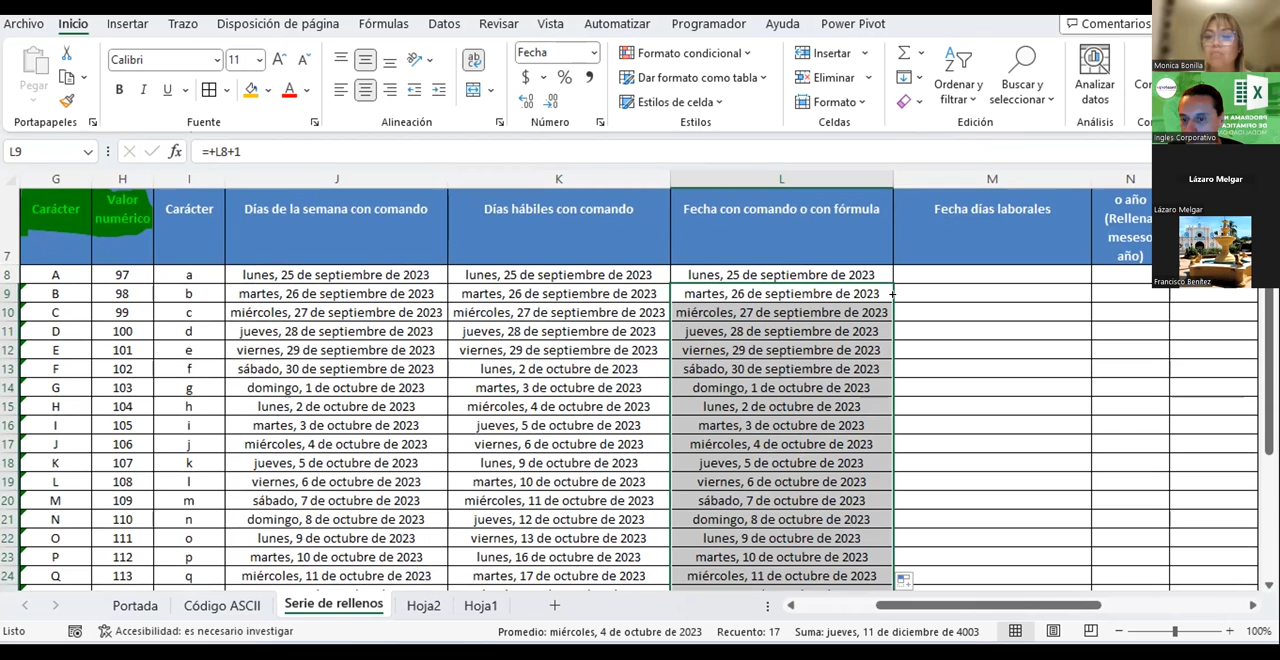 Archivo Inicio Insertar Trazo Disposición de página Fórmulas Datos Revisar Vista Automatizar Programador Ayuda Power Pivot Comentarios
Pegar
Portapapeles
Calibri 11
N K S
Fuente
Alineación
Fecha
$ % 000
Número
Formato condicional
Dar formato como tabla
Estilos de celda
Estilos
Insertar
Eliminar
Formato
Celdas
Ordenar y filtrar
Buscar y seleccionar
Edición
Analizar datos
Análisis
Monica Bonilla
Ingles Corporativo
Lázaro Melgar
Lázaro Melgar
Francisco Benítez
L9 fx =+L8+1
G H I J K L M N
7 Carácter Valor numérico Carácter Días de la semana con comando Días hábiles con comando Fecha con comando o con fórmula Fecha días laborales o año (Rellena meseso año)
8 A 97 a lunes, 25 de septiembre de 2023 lunes, 25 de septiembre de 2023 lunes, 25 de septiembre de 2023
9 B 98 b martes, 26 de septiembre de 2023 martes, 26 de septiembre de 2023 martes, 26 de septiembre de 2023
10 C 99 c miércoles, 27 de septiembre de 2023 miércoles, 27 de septiembre de 2023 miércoles, 27 de septiembre de 2023
11 D 100 d jueves, 28 de septiembre de 2023 jueves, 28 de septiembre de 2023 jueves, 28 de septiembre de 2023
12 E 101 e viernes, 29 de septiembre de 2023 viernes, 29 de septiembre de 2023 viernes, 29 de septiembre de 2023
13 F 102 f sábado, 30 de septiembre de 2023 lunes, 2 de octubre de 2023 sábado, 30 de septiembre de 2023
14 G 103 g domingo, 1 de octubre de 2023 martes, 3 de octubre de 2023 domingo, 1 de octubre de 2023
15 H 104 h lunes, 2 de octubre de 2023 miércoles, 4 de octubre de 2023 lunes, 2 de octubre de 2023
16 I 105 i martes, 3 de octubre de 2023 jueves, 5 de octubre de 2023 martes, 3 de octubre de 2023
17 J 106 j miércoles, 4 de octubre de 2023 viernes, 6 de octubre de 2023 miércoles, 4 de octubre de 2023
18 K 107 k jueves, 5 de octubre de 2023 lunes, 9 de octubre de 2023 jueves, 5 de octubre de 2023
19 L 108 l viernes, 6 de octubre de 2023 martes, 10 de octubre de 2023 viernes, 6 de octubre de 2023
20 M 109 m sábado, 7 de octubre de 2023 miércoles, 11 de octubre de 2023 sábado, 7 de octubre de 2023
21 N 110 n domingo, 8 de octubre de 2023 jueves, 12 de octubre de 2023 domingo, 8 de octubre de 2023
22 O 111 o lunes, 9 de octubre de 2023 viernes, 13 de octubre de 2023 lunes, 9 de octubre de 2023
23 P 112 p martes, 10 de octubre de 2023 lunes, 16 de octubre de 2023 martes, 10 de octubre de 2023
24 Q 113 q miércoles, 11 de octubre de 2023 martes, 17 de octubre de 2023 miércoles, 11 de octubre de 2023
Portada Código ASCII Serie de rellenos Hoja2 Hoja1
Listo Accesibilidad: es necesario investigar Promedio: miércoles, 4 de octubre de 2023 Recuento: 17 Suma: jueves, 11 de diciembre de 4003 100%